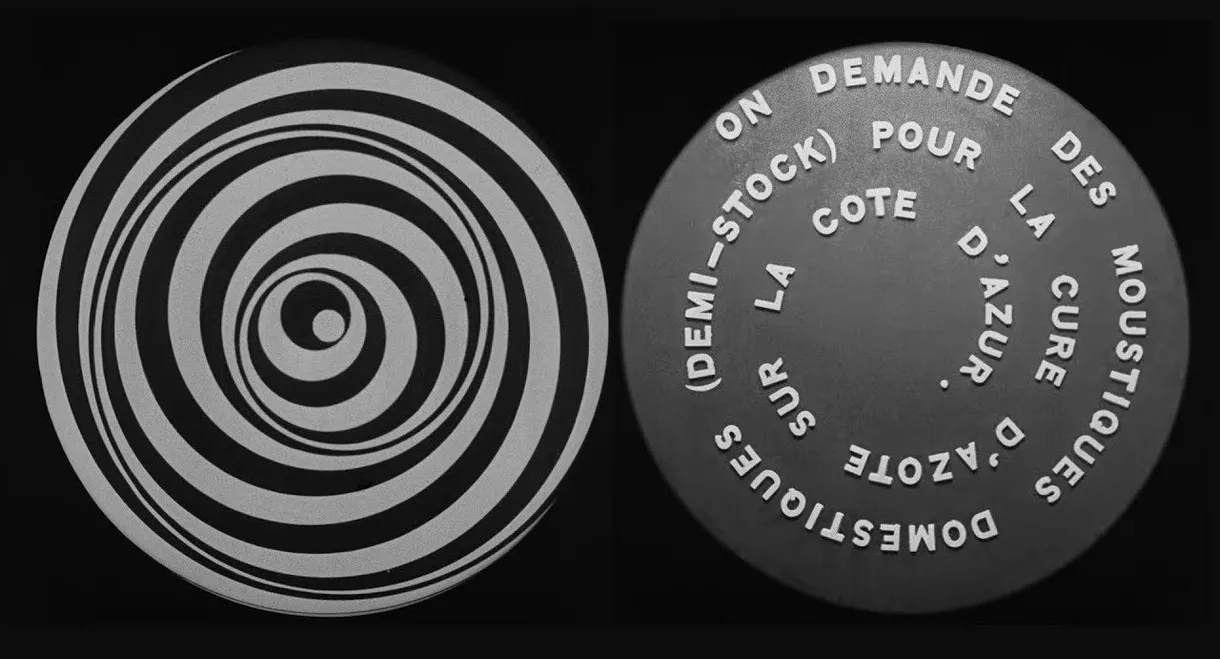 ON DEMANDE DES MOUSTIQUES DOMESTIQUES (DEMI—STOCK) POUR LA CURE D'AZOTE SUR LA COTE D'AZUR.